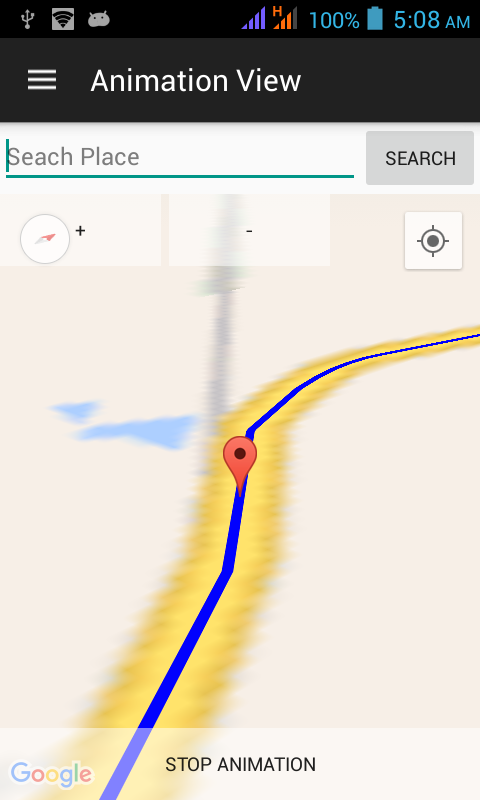 H
100%
5:08 AM
Animation View
Seach Place
SEARCH
+
-
STOP ANIMATION
Google